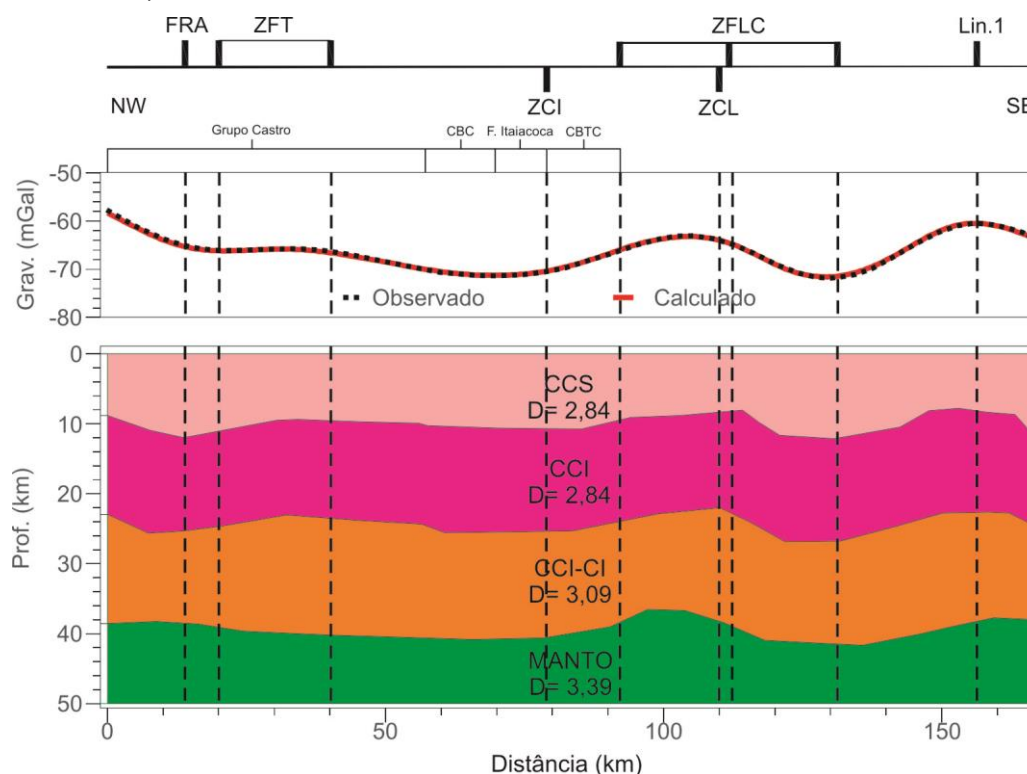 FRA ZFT ZFLC Lin.1
NW ZCI ZCL SE
Grupo Castro CBC F. Itaiacoca CBTC
-50
-60
-70
-80
Grav. (mGal)
Observado Calculado
0
10
20
30
40
50
Prof. (km)
CCS
D= 2,84
CCI
D= 2,84
CCI-CI
D= 3,09
MANTO
D= 3,39
0 50 100 150
Distância (km)